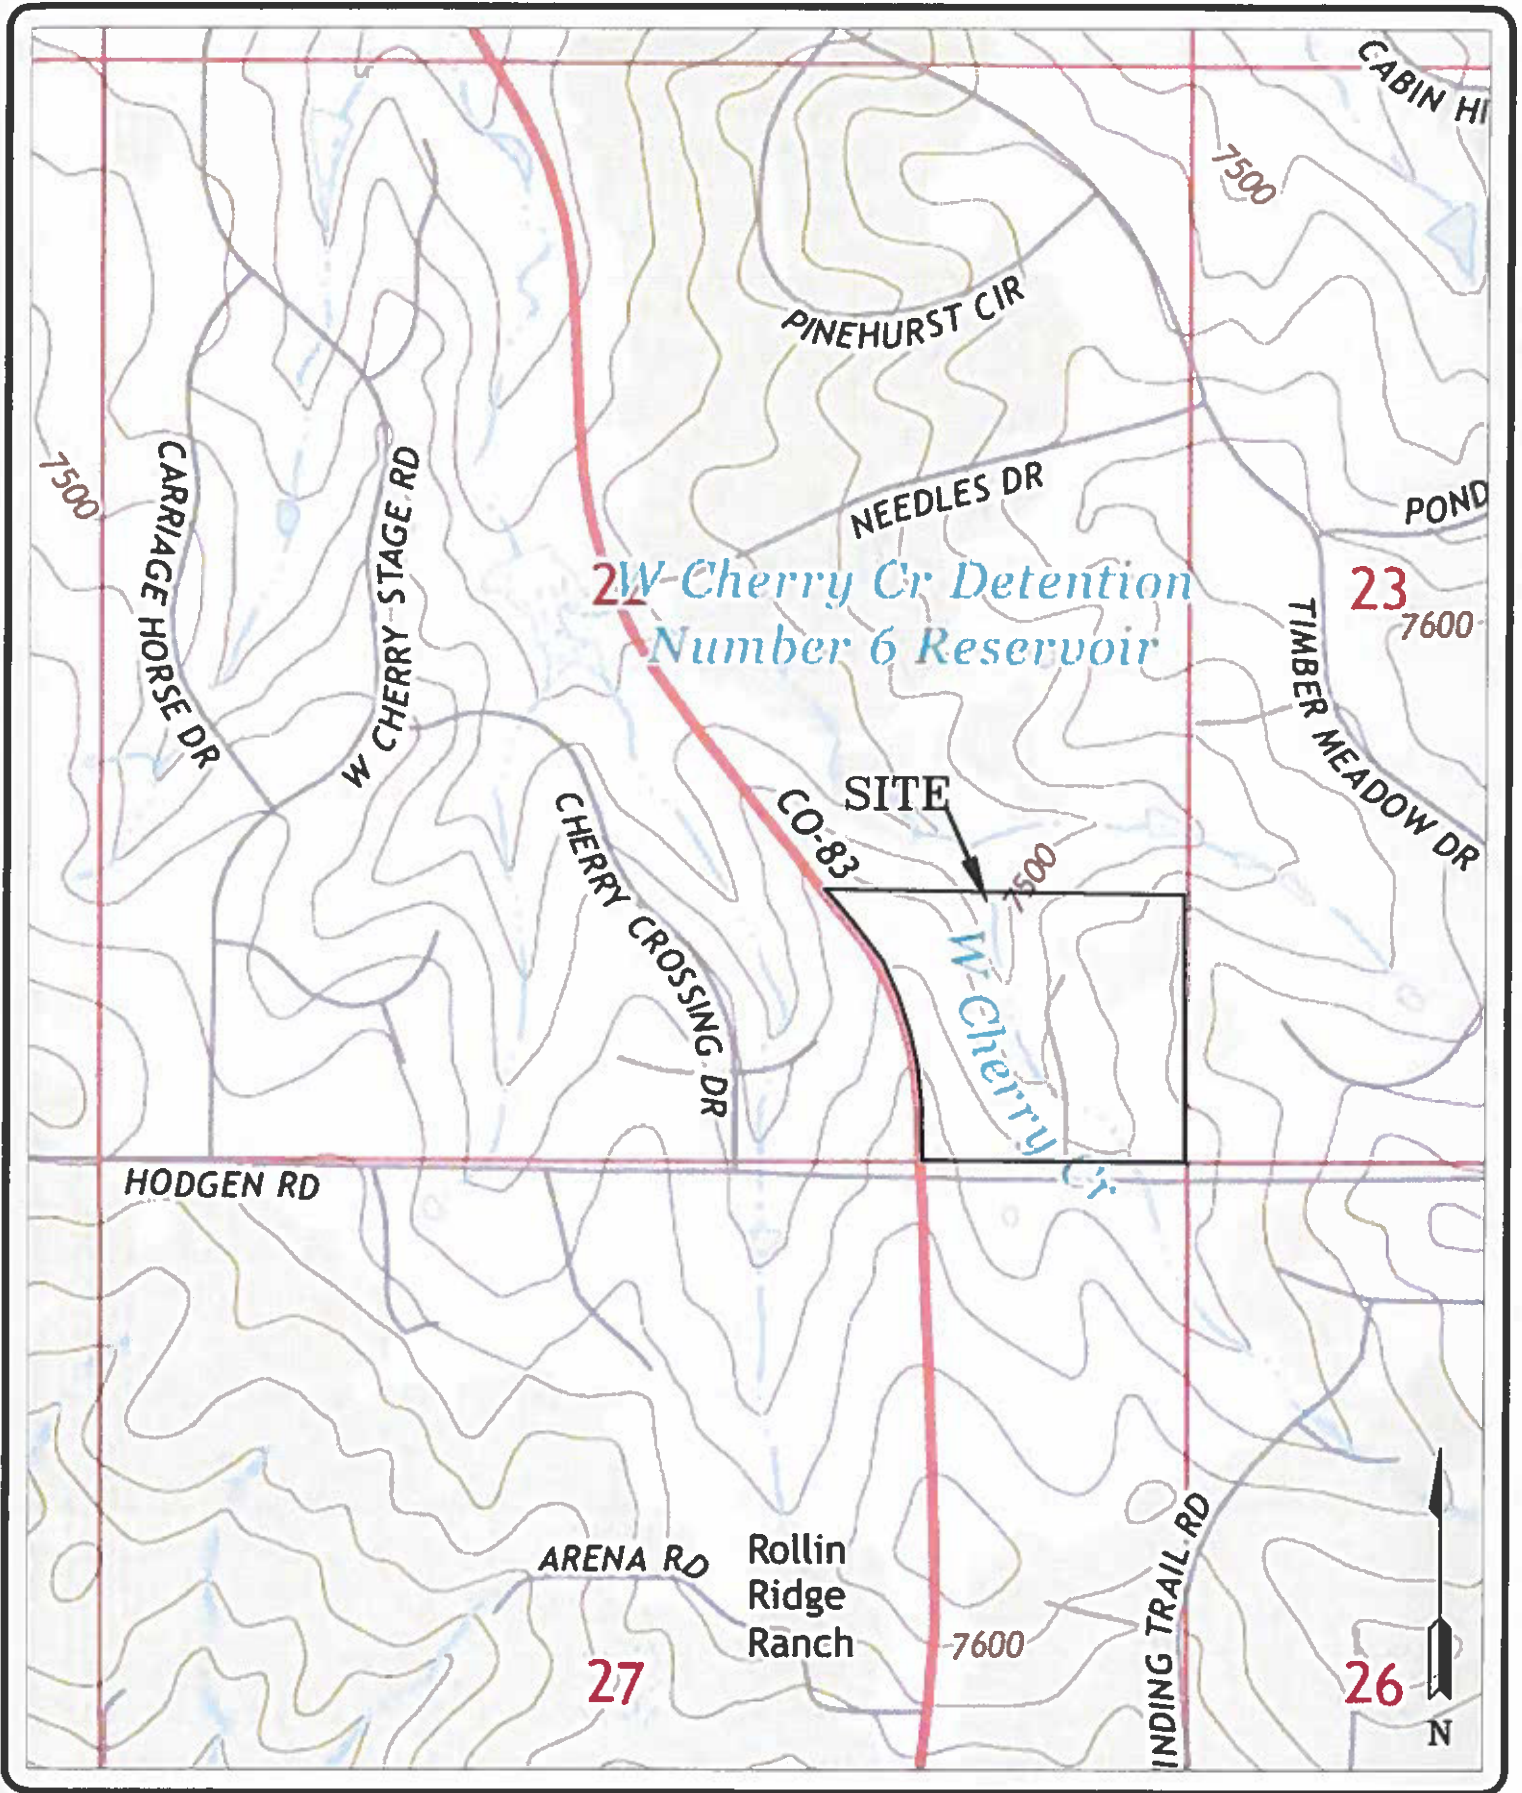 CABIN HI
7500
PINEHURST CIR
7500
CARRIAGE HORSE DR
W CHERRY STAGE RD
NEEDLES DR
POND
22
W Cherry Cr Detention
Number 6 Reservoir
23
7600
TIMBER MEADOW DR
SITE
CO-83
CHERRY CROSSING DR
7500
W Cherry Cr
HODGEN RD
ARENA RD
Rollin
Ridge
Ranch
7600
INDING TRAIL RD
27
26
N